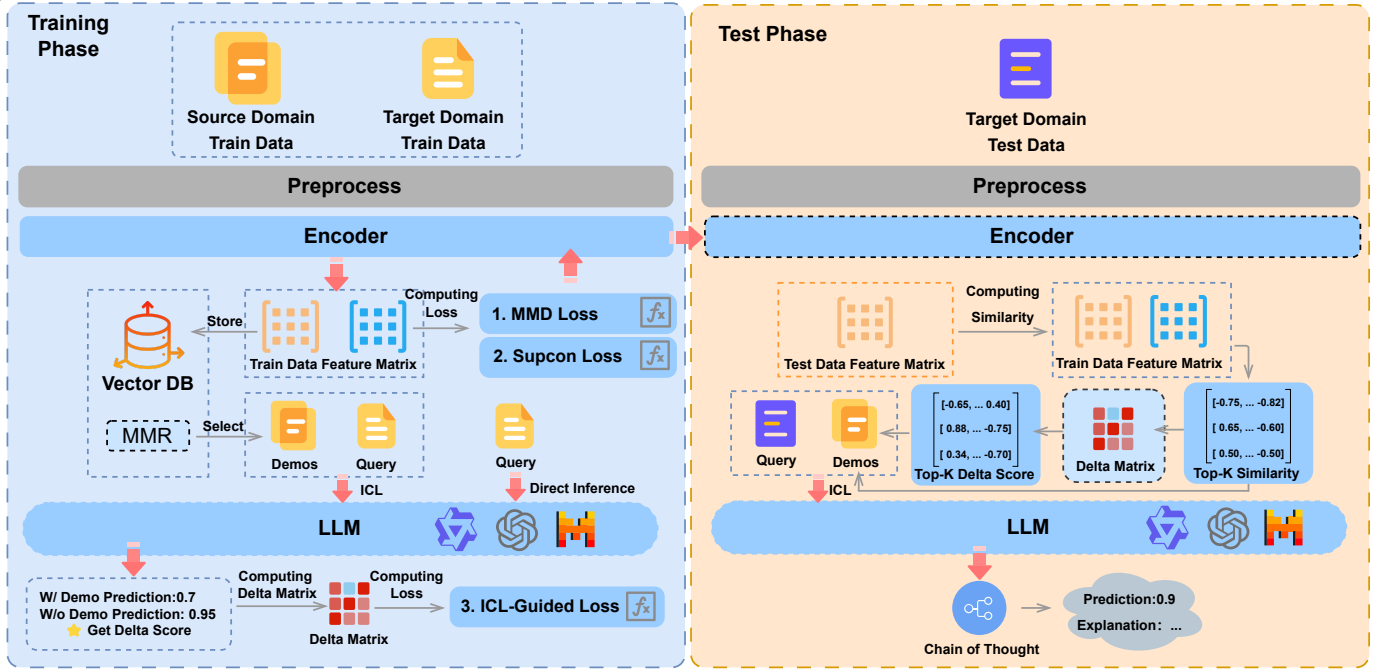 Training
Phase
Source Domain
Train Data
Target Domain
Train Data
Preprocess
Encoder
Store
Train Data Feature Matrix
Computing
Loss
1. MMD Loss
fx
2. Supcon Loss
fx
Vector DB
MMR
Select
Demos
Query
Query
ICL
Direct Inference
LLM
W/ Demo Prediction:0.7
W/o Demo Prediction: 0.95
Get Delta Score
Computing
Delta Matrix
Delta Matrix
Computing
Loss
3. ICL-Guided Loss
fx
Test Phase
Target Domain
Test Data
Preprocess
Encoder
Test Data Feature Matrix
Computing
Similarity
Train Data Feature Matrix
Query
Demos
[-0.65, ... 0.40]
[ 0.88, ... -0.75]
[ 0.34, ... -0.70]
Top-K Delta Score
Delta Matrix
[-0.75, ... -0.82]
[ 0.65, ... -0.60]
[ 0.50, ... -0.50]
Top-K Similarity
ICL
LLM
Chain of Thought
Prediction:0.9
Explanation: ...